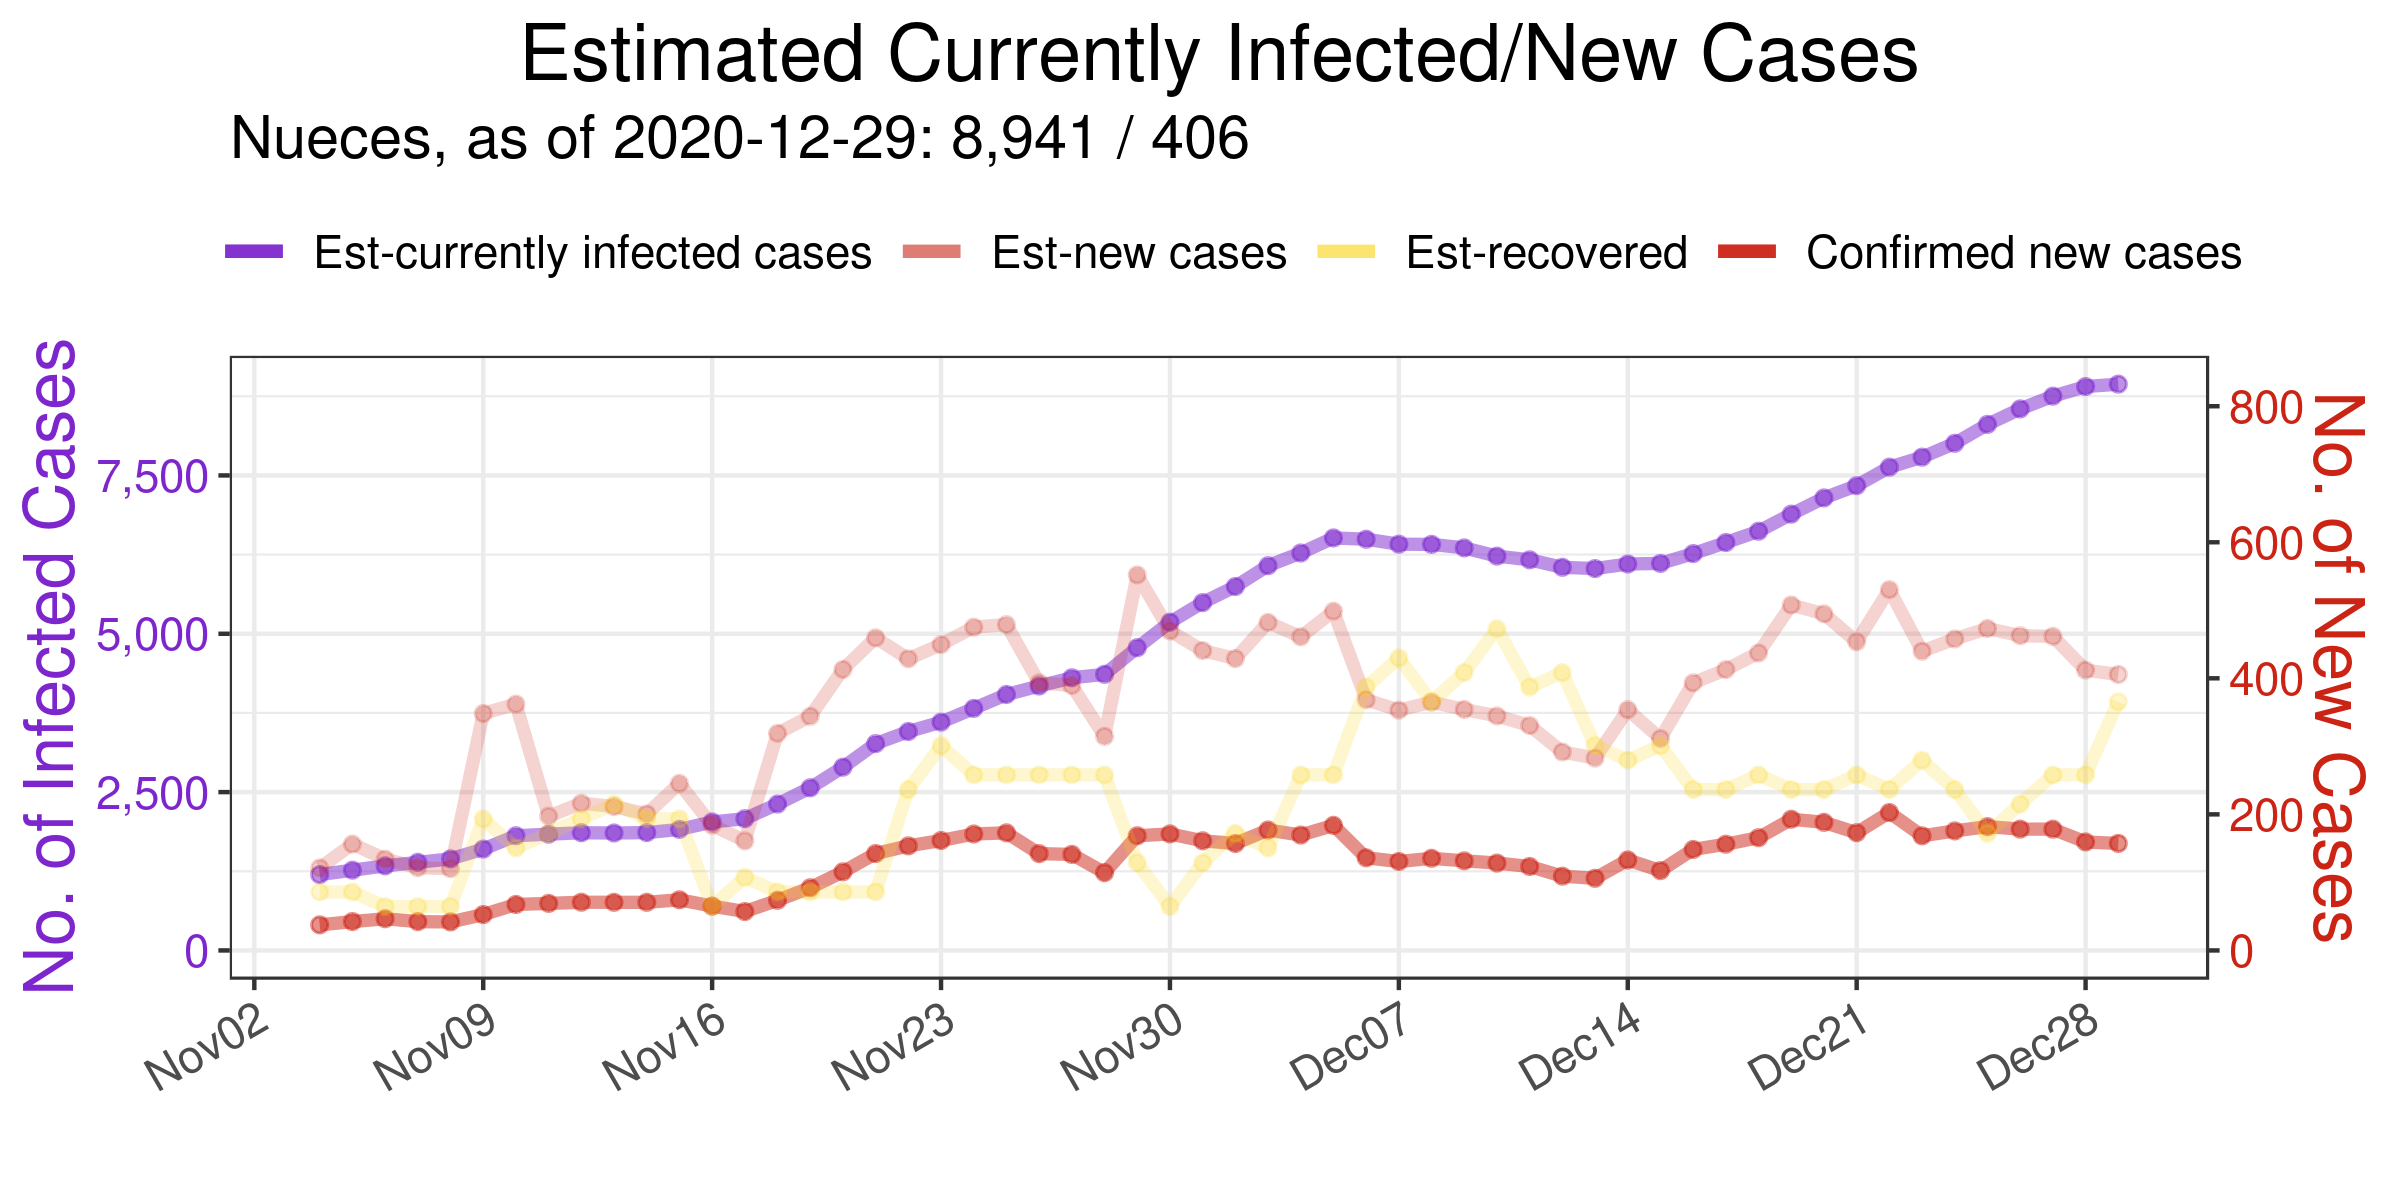 Estimated Currently Infected/New Cases
Nueces, as of 2020-12-29: 8,941 / 406
Est-currently infected cases Est-new cases Est-recovered Confirmed new cases
No. of Infected Cases
7,500
5,000
2,500
0
800
600
400
200
0
No. of New Cases
Nov02 Nov09 Nov16 Nov23 Nov30 Dec07 Dec14 Dec21 Dec28